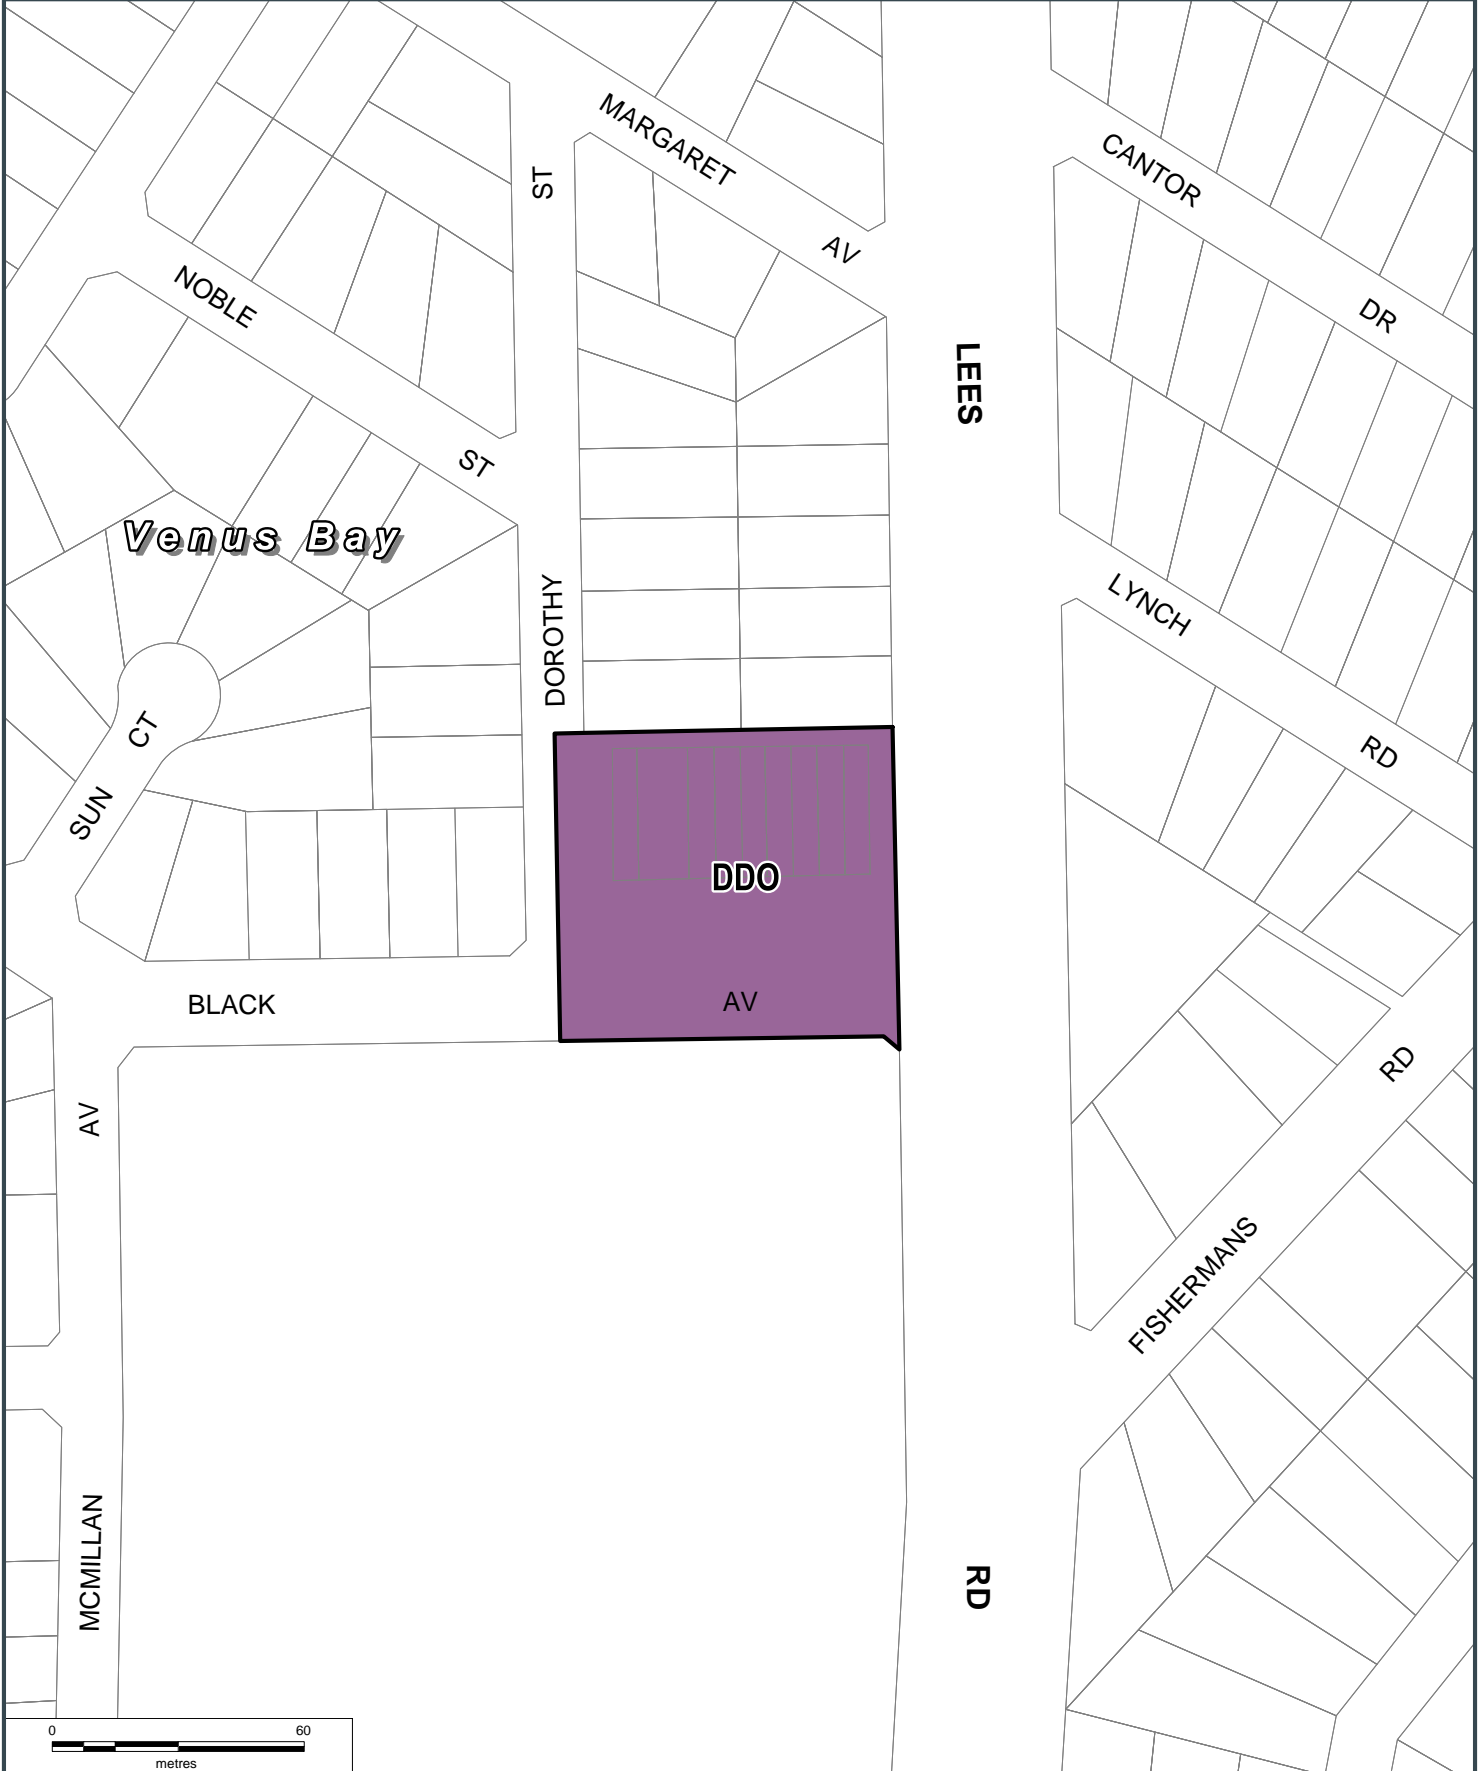 MARGARET
AV
ST
CANTOR
DR
NOBLE
ST
LEES
Venus Bay
DOROTHY
LYNCH
RD
SUN
CT
DDO
BLACK
AV
AV
RD
FISHERMANS
MCMILLAN
RD
0 60
metres